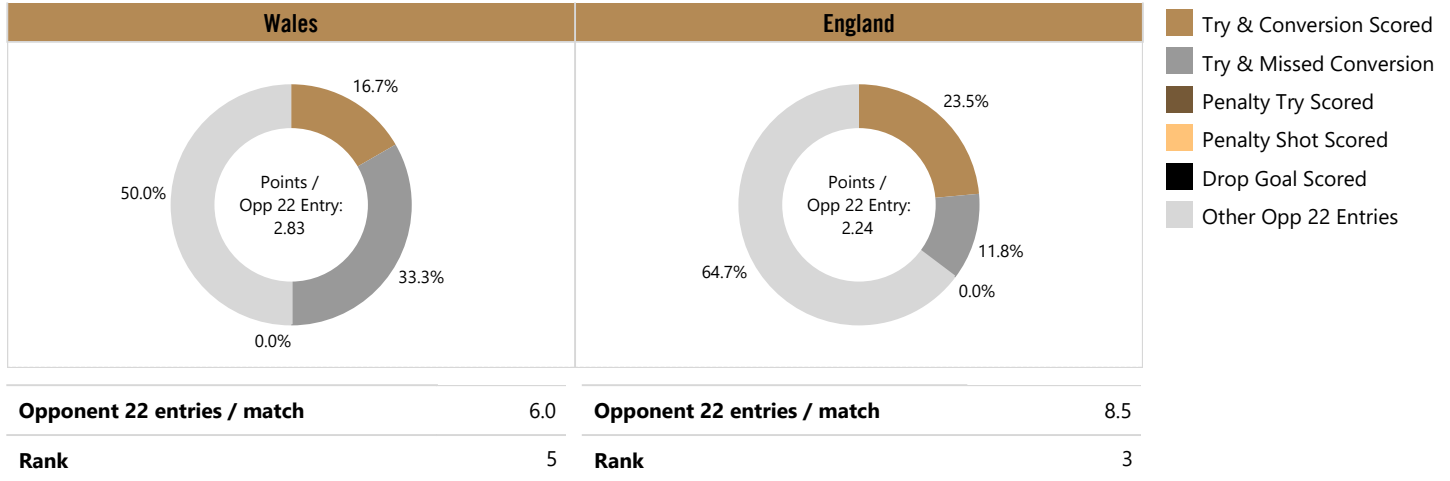 Wales
England
16.7%
50.0%
Points /
Opp 22 Entry:
2.83
33.3%
0.0%
23.5%
Points /
Opp 22 Entry:
2.24
11.8%
64.7%
0.0%
Try & Conversion Scored
Try & Missed Conversion
Penalty Try Scored
Penalty Shot Scored
Drop Goal Scored
Other Opp 22 Entries
Opponent 22 entries / match 6.0
Rank 5
Opponent 22 entries / match 8.5
Rank 3